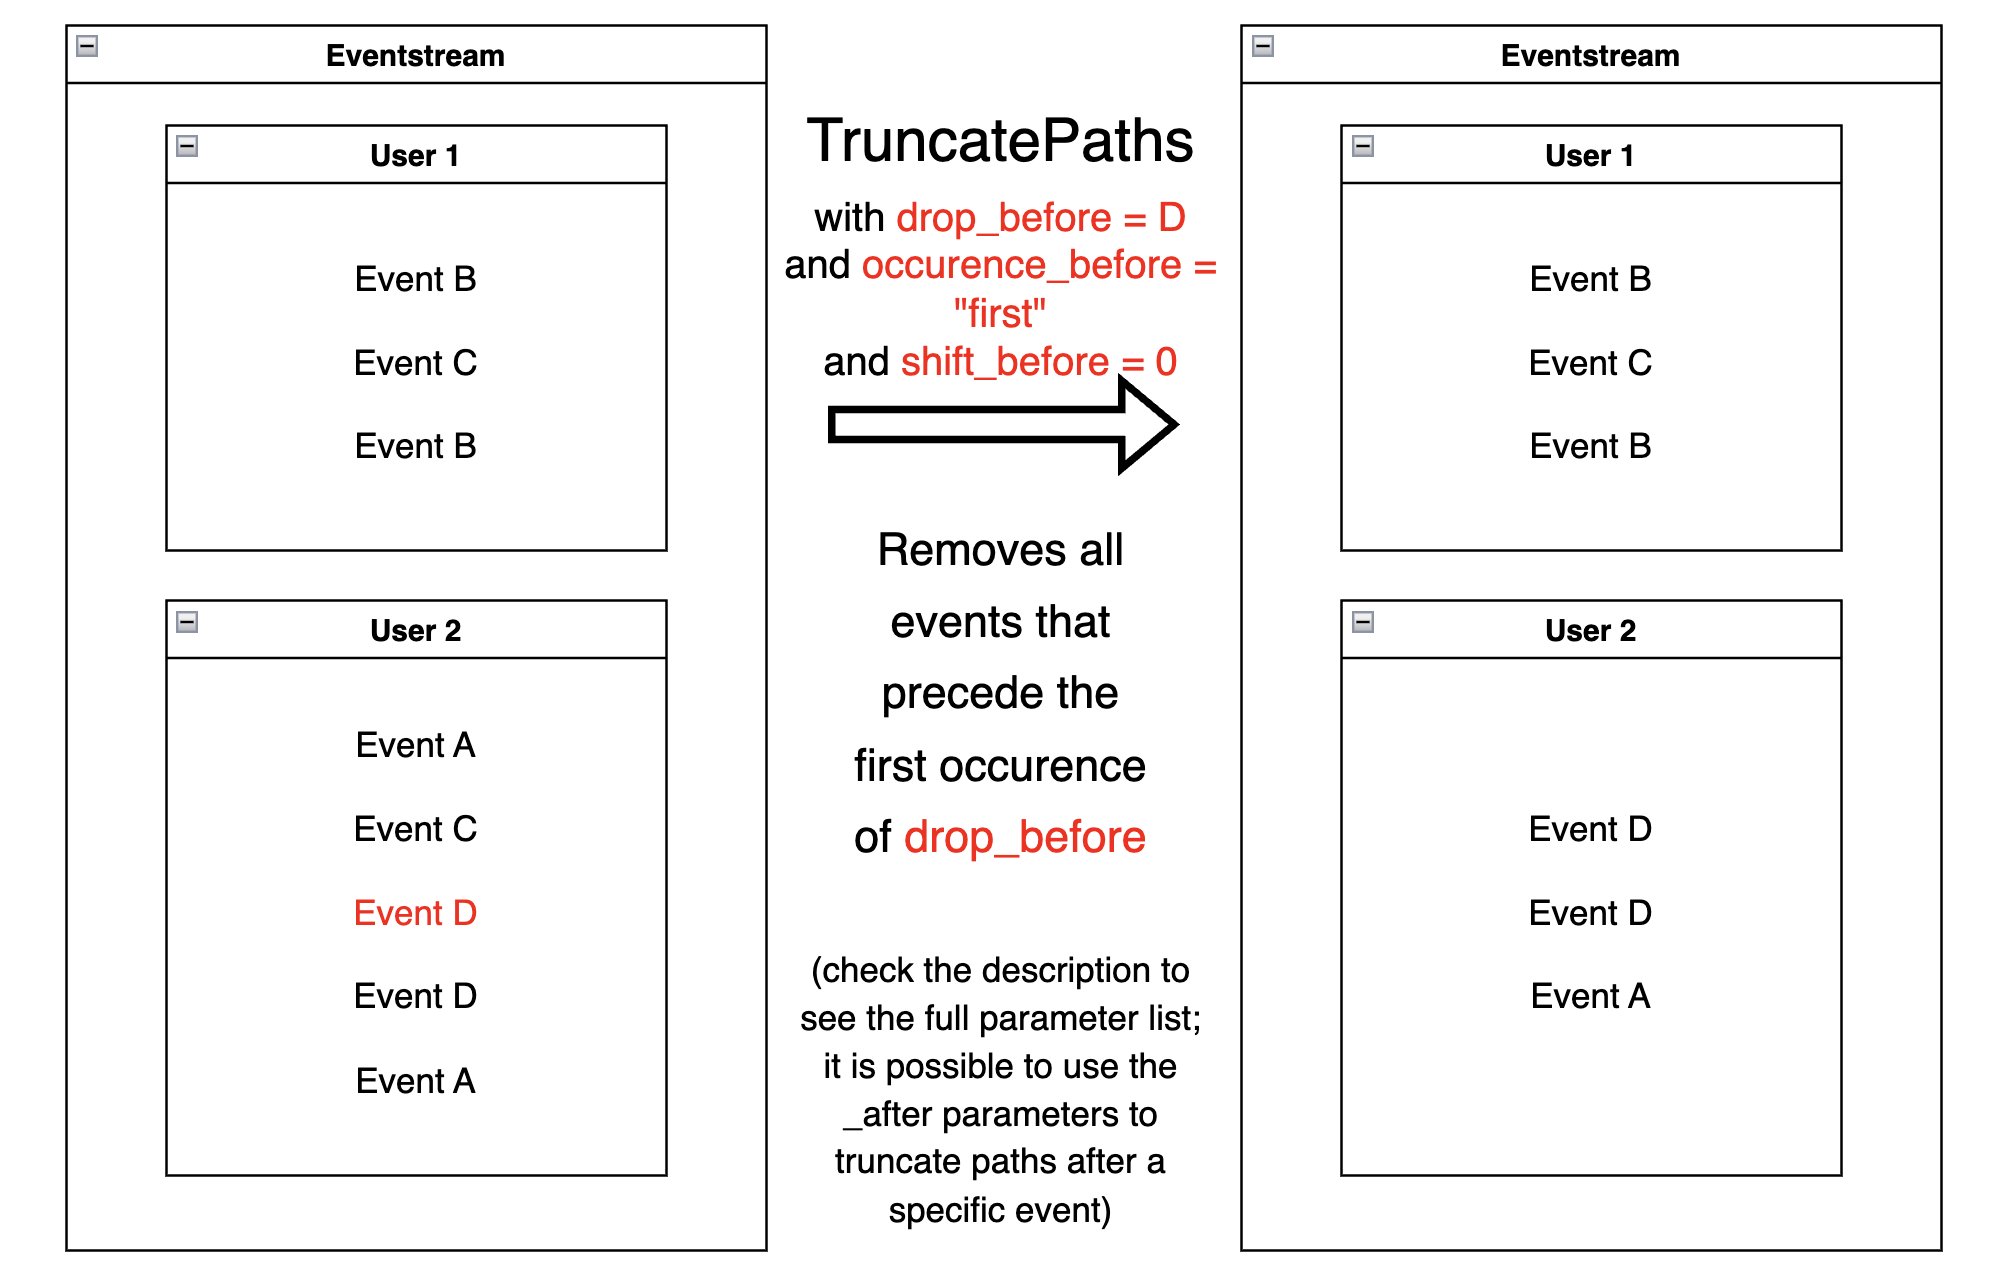 Eventstream
User 1
Event B
Event C
Event B
User 2
Event A
Event C
Event D
Event D
Event A
TruncatePaths
with drop_before = D
and occurence_before =
"first"
and shift_before = 0
Removes all
events that
precede the
first occurence
of drop_before
(check the description to
see the full parameter list;
it is possible to use the
_after parameters to
truncate paths after a
specific event)
Eventstream
User 1
Event B
Event C
Event B
User 2
Event D
Event D
Event A